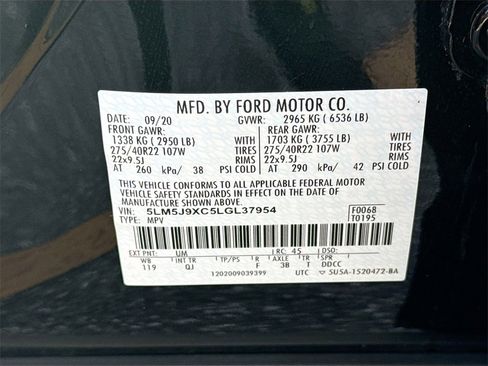 MFD. BY FORD MOTOR CO.
DATE: 09/20 GVWR: 2965 KG ( 6536 LB)
FRONT GAWR: REAR GAWR:
1338 KG ( 2950 LB) WITH 1703 KG ( 3755 LB) WITH
275/40R22 107W TIRES 275/40R22 107W TIRES
22x9.5J RIMS 22x9.5J RIMS
AT 260 kPa/ 38 PSI COLD AT 290 kPa/ 42 PSI COLD
THIS VEHICLE CONFORMS TO ALL APPLICABLE FEDERAL MOTOR
VEHICLE SAFETY STANDARDS IN EFFECT ON THE DATE OF
MANUFACTURE SHOWN ABOVE.
VIN: 5LM5J9XC5LGL37954 F0068
TYPE: MPV T0195
EXT PNT: UM RC: 45
WB INT TR TP/PS R AXLE TR SPR
119 QJ F 3B T DDCC
1202009039399 UTC 5U5A-1520472-BA